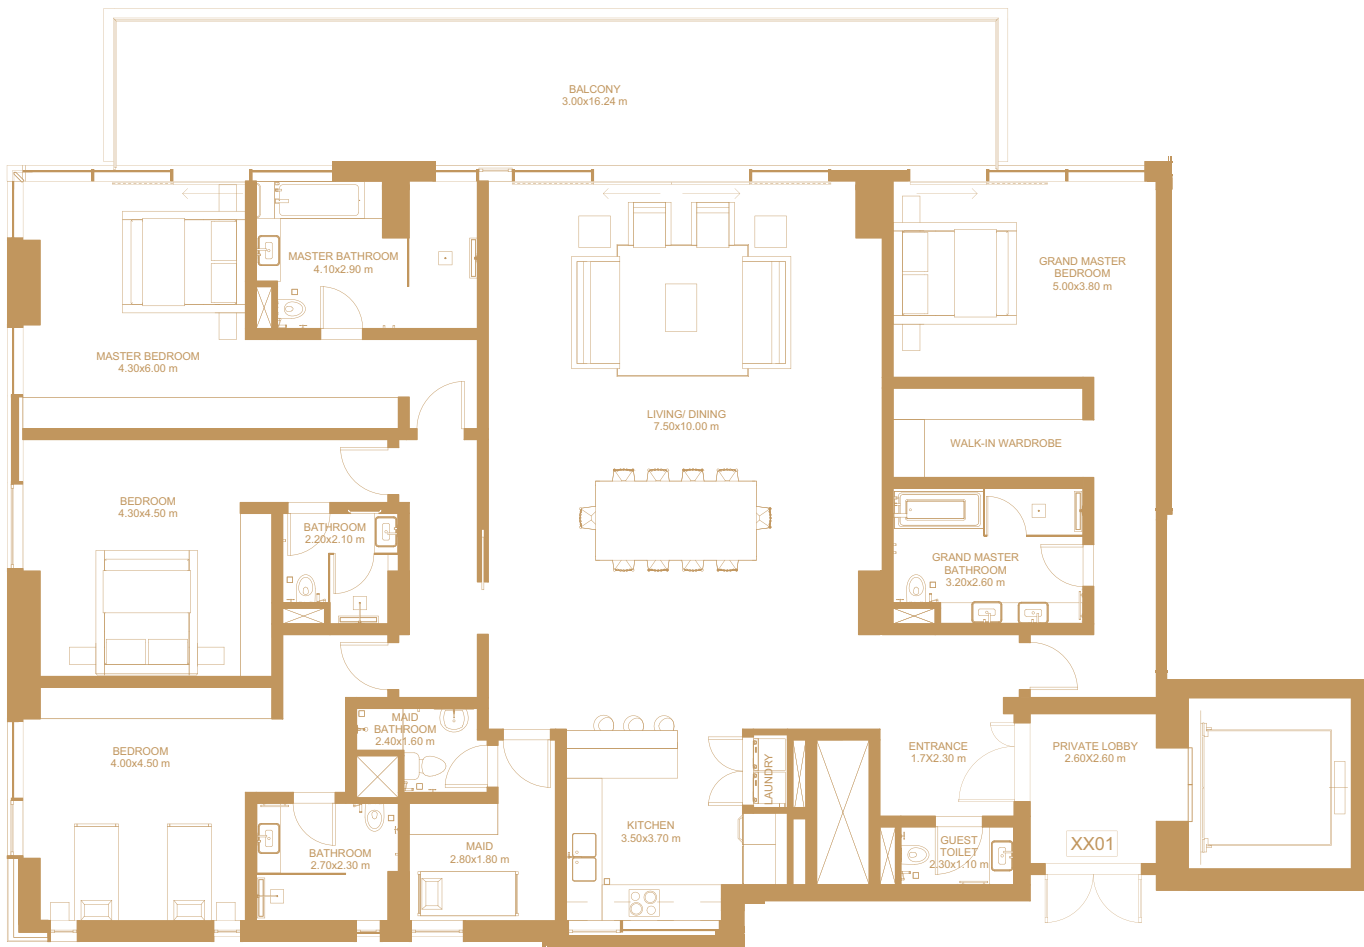 BALCONY
3.00x16.24 m
MASTER BATHROOM
4.10x2.90 m
GRAND MASTER
BEDROOM
5.00x3.80 m
MASTER BEDROOM
4.30x6.00 m
LIVING/ DINING
7.50x10.00 m
WALK-IN WARDROBE
BEDROOM
4.30x4.50 m
BATHROOM
2.20x2.10 m
GRAND MASTER
BATHROOM
3.20x2.60 m
MAID
BATHROOM
2.40x1.60 m
BEDROOM
4.00x4.50 m
ENTRANCE
1.7X2.30 m
PRIVATE LOBBY
2.60X2.60 m
LAUNDRY
KITCHEN
3.50x3.70 m
XX01
GUEST
TOILET
2.30x1.10 m
MAID
2.80x1.80 m
BATHROOM
2.70x2.30 m